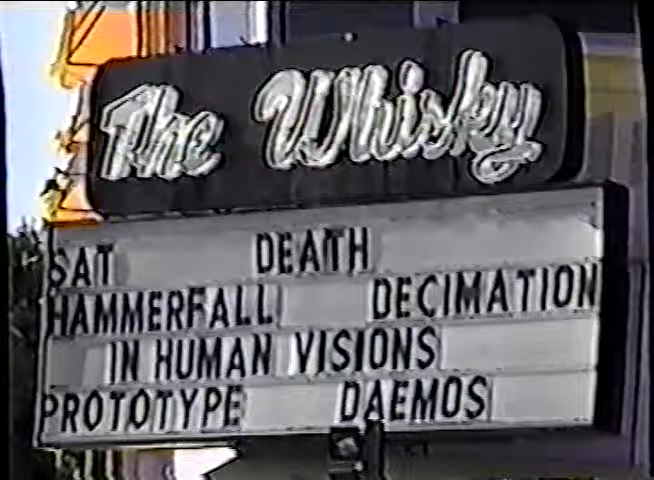 The Whisky
SAT DEATH
HAMMERFALL DECIMATION
IN HUMAN VISIONS
PROTOTYPE DAEMOS